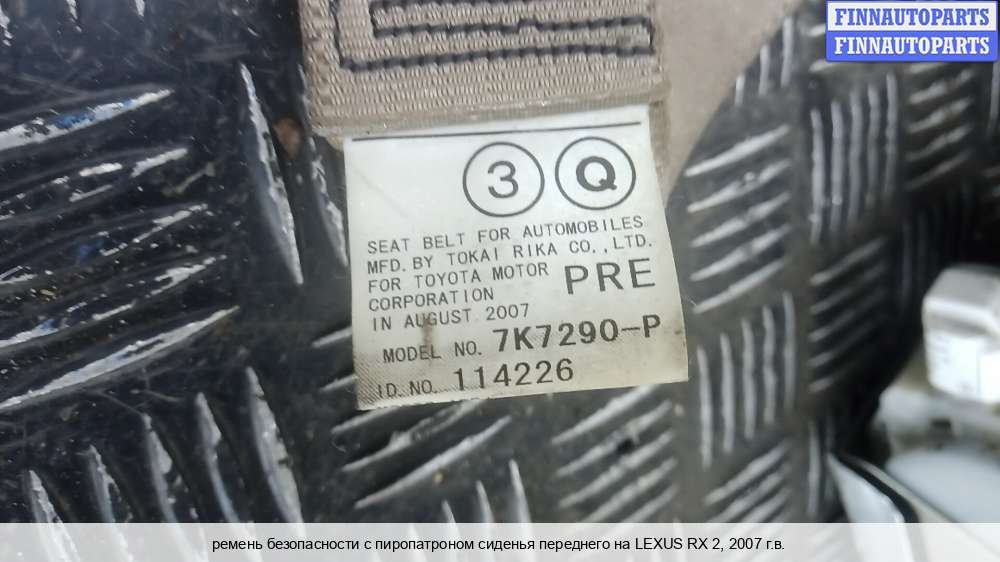 FINNAUTOPARTS
FINNAUTOPARTS
3 Q
SEAT BELT FOR AUTOMOBILES
MFD. BY TOKAI RIKA CO., LTD.
FOR TOYOTA MOTOR
CORPORATION PRE
IN AUGUST 2007
MODEL NO. 7K7290-P
ID. NO. 114226
ремень безопасности с пиропатроном сиденья переднего на LEXUS RX 2, 2007 г.в.